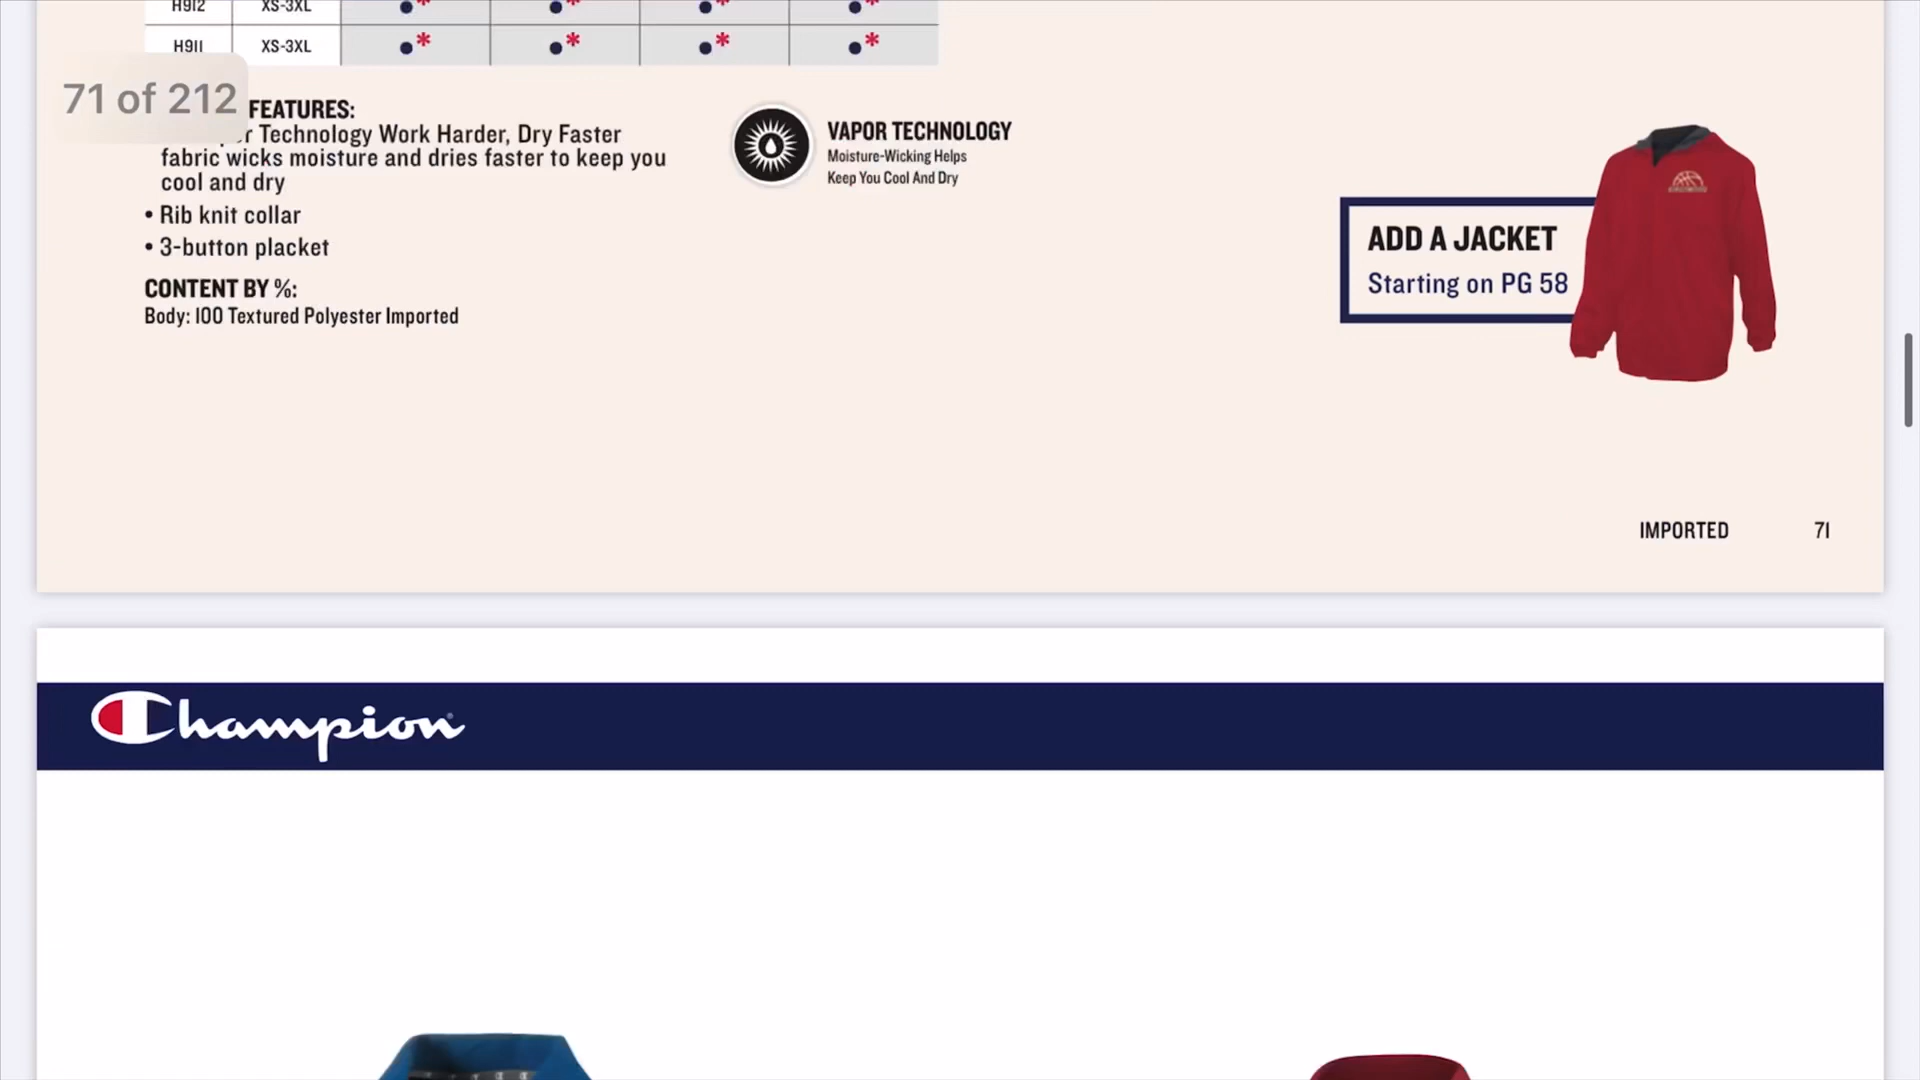 H912 XS-3XL * * * *
H911 XS-3XL * * * *
71 of 212
FEATURES:
Technology Work Harder, Dry Faster
fabric wicks moisture and dries faster to keep you
cool and dry
• Rib knit collar
• 3-button placket
CONTENT BY %:
Body: 100 Textured Polyester Imported
VAPOR TECHNOLOGY
Moisture-Wicking Helps
Keep You Cool And Dry
ADD A JACKET
Starting on PG 58
IMPORTED 71
Champion